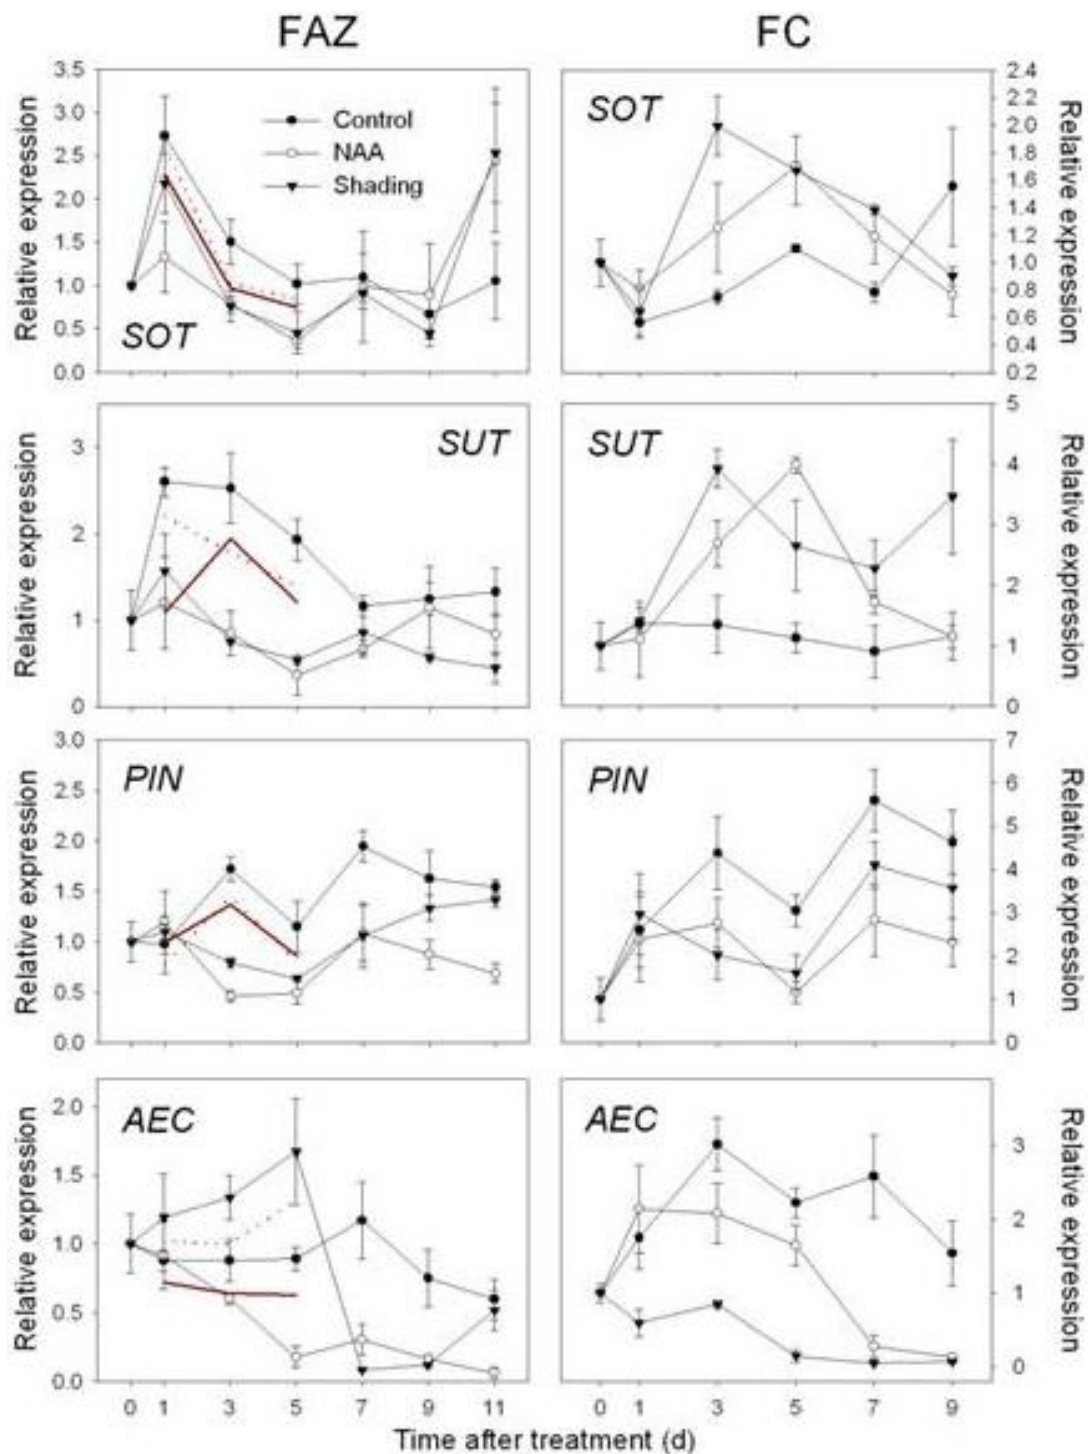 FAZ FC
3.5 2.4
3.0 SOT 2.2
Control 2.0
2.5 NAA 1.8
2.0 Shading 1.6
1.5 1.4
1.0 1.2
0.5 SOT 1.0
0.0 0.8
0.6
0.4
0.2
Relative expression Relative expression
SUT SUT 5
3 4
2 3
1 2
0 1
0
Relative expression Relative expression
3.0 PIN PIN 7
2.5 6
2.0 5
1.5 4
1.0 3
0.5 2
0.0 1
0
Relative expression Relative expression
2.0 AEC AEC
1.5 3
1.0 2
0.5 1
0.0 0
Relative expression Relative expression
0 1 3 5 7 9 11 0 1 3 5 7 9
Time after treatment (d)